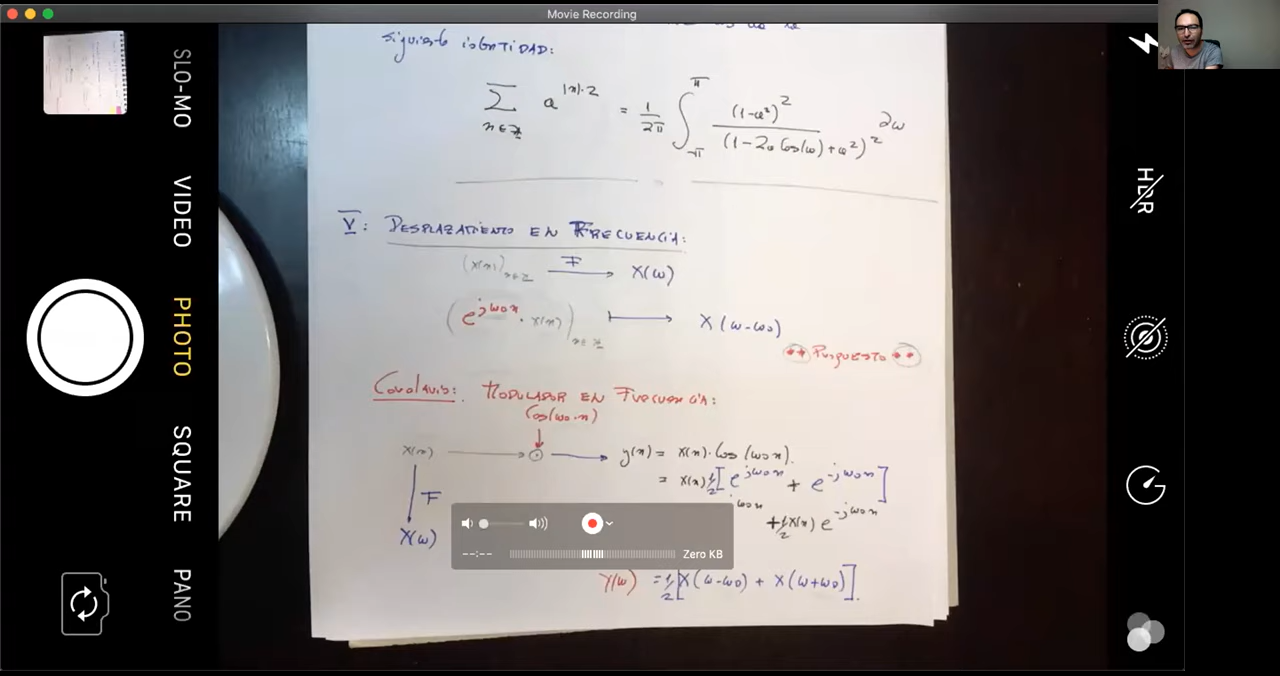 Movie Recording
siguiente identidad:
∑ n∈ℤ a^{|n|·2} = 1/2π ∫_{-π}^{π} (1-a²)² / (1-2a Cos(ω)+a²)² ∂ω
V: DESPLAZAMIENTO EN FRECUENCIA:
(X(n))_{n∈ℤ} F→ X(ω)
(e^{jω0n}. X(n))_{n∈ℤ} ⟼ X(ω-ω0)
** Propuesto **
Corolario: MODULADOR EN FRECUENCIA:
Cos(ω0·n)
X(n) → ⊙ → y(n) = X(n)·Cos(ω0n).
= X(n) ½[e^{jω0n} + e^{-jω0n}]
F
jω0n + ½X(n) e^{-jω0n}
X(ω)
Y(ω) = ½[X(ω-ω0) + X(ω+ω0)].
SLO-MO
VIDEO
PHOTO
SQUARE
PANO
HDR
--:--
Zero KB